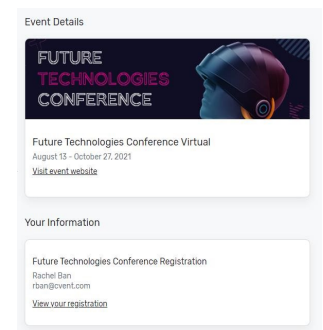 Event Details
FUTURE
TECHNOLOGIES
CONFERENCE
Future Technologies Conference Virtual
August 13 - October 27, 2021
Visit event website
Your Information
Future Technologies Conference Registration
Rachel Ban
rban@cvent.com
View your registration